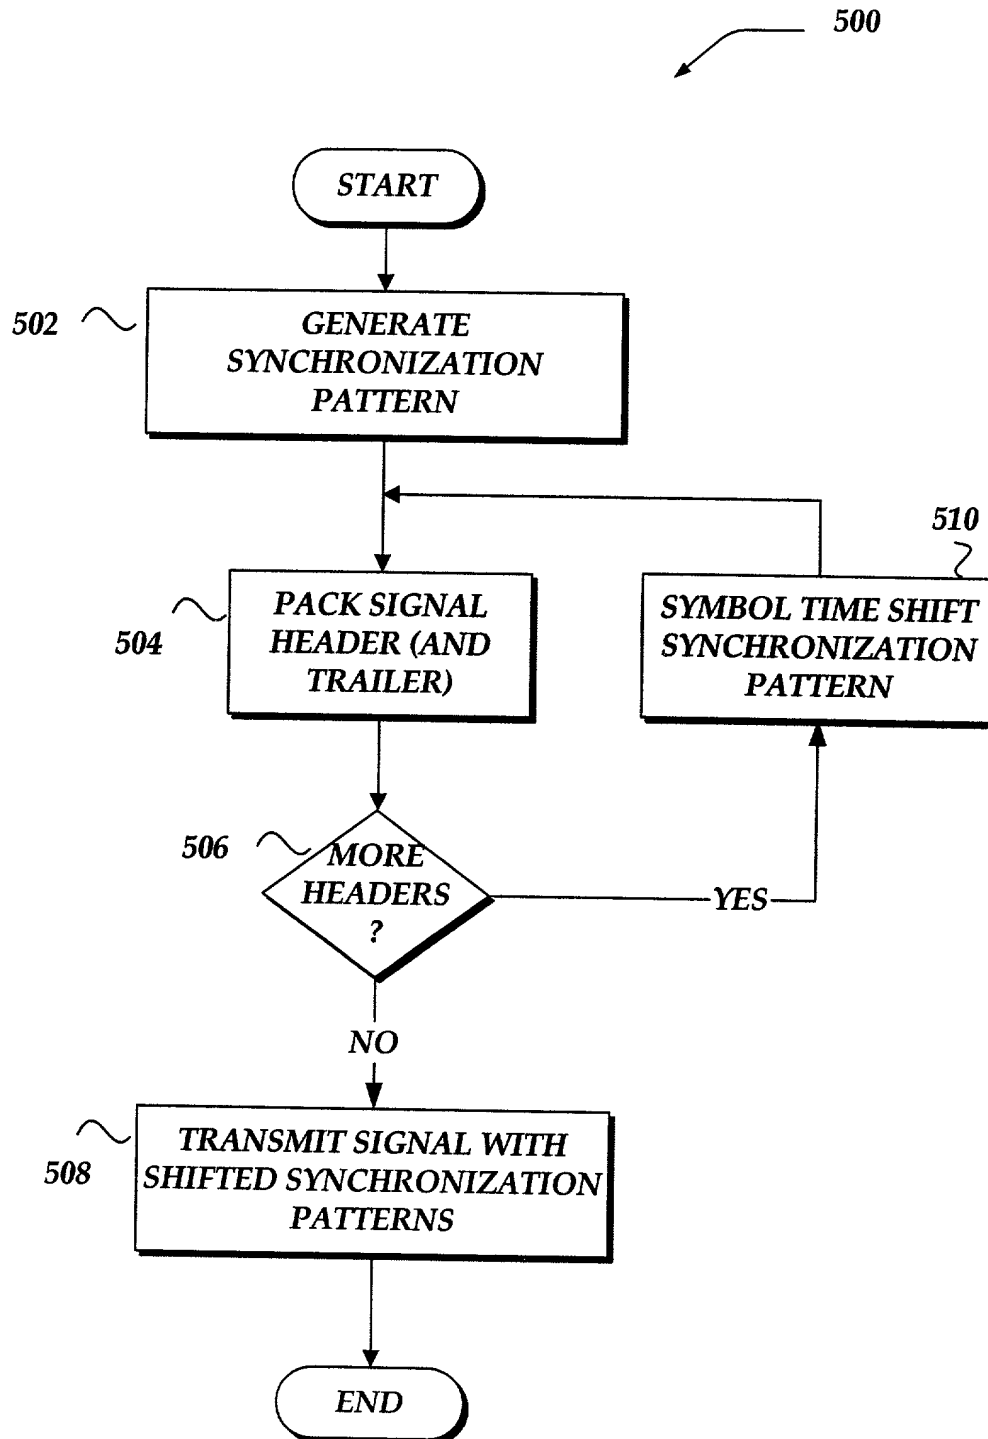 500
START
502
GENERATE
SYNCHRONIZATION
PATTERN
510
504
PACK SIGNAL
HEADER (AND
TRAILER)
SYMBOL TIME SHIFT
SYNCHRONIZATION
PATTERN
506
MORE
HEADERS
?
YES
NO
508
TRANSMIT SIGNAL WITH
SHIFTED SYNCHRONIZATION
PATTERNS
END